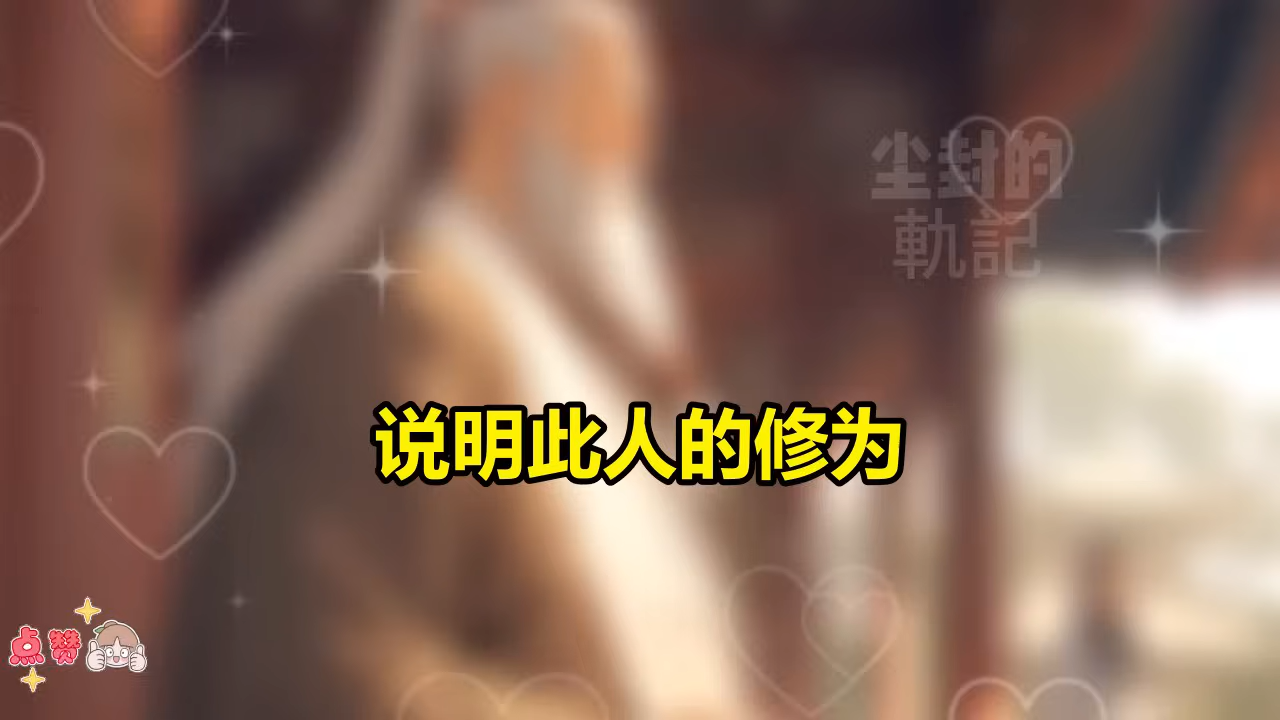 尘封的
軌記
说明此人的修为
点赞